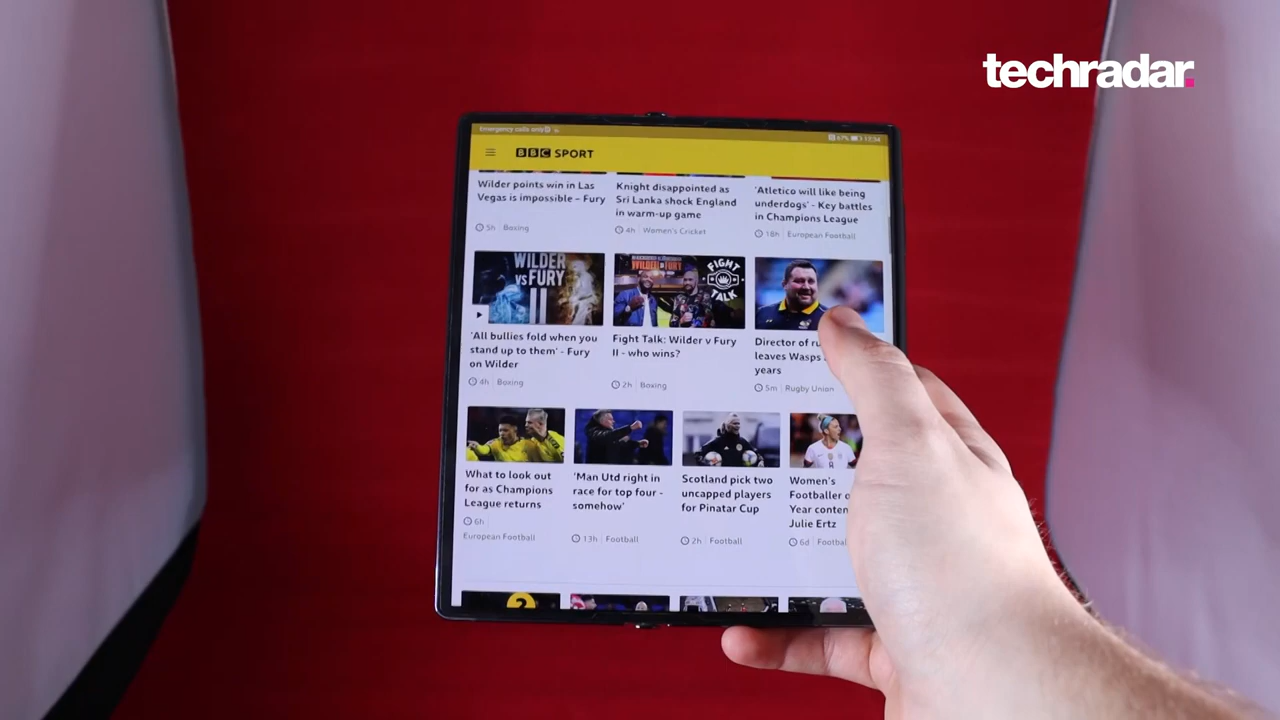 techradar.
Emergency calls only
67% 17:54
BBC SPORT
Wilder points win in Las
Vegas is impossible – Fury
5h Boxing
Knight disappointed as
Sri Lanka shock England
in warm-up game
4h Women's Cricket
'Atletico will like being
underdogs' - Key battles
in Champions League
18h European Football
WILDER
vs FURY
II
'All bullies fold when you
stand up to them' - Fury
on Wilder
4h Boxing
FIGHT
TALK
Fight Talk: Wilder v Fury
II - who wins?
2h Boxing
Director of
leaves Wasps
years
5m Rugby Union
What to look out
for as Champions
League returns
6h
European Football
'Man Utd right in
race for top four -
somehow'
13h Football
Scotland pick two
uncapped players
for Pinatar Cup
2h Football
Women's
Footballer
Year
Julie Ertz
6d